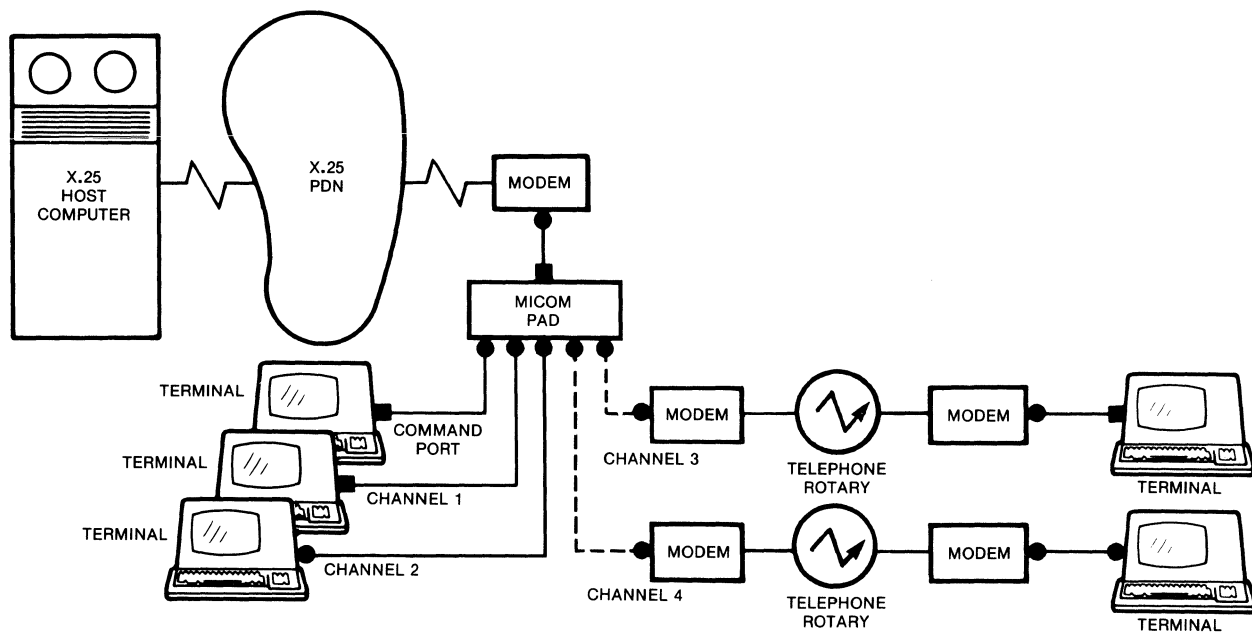 X.25
HOST
COMPUTER
X.25
PDN
MODEM
MICOM
PAD
TERMINAL
COMMAND
PORT
TERMINAL
CHANNEL 1
TERMINAL
CHANNEL 2
MODEM
CHANNEL 3
TELEPHONE
ROTARY
MODEM
TERMINAL
MODEM
CHANNEL 4
TELEPHONE
ROTARY
MODEM
TERMINAL